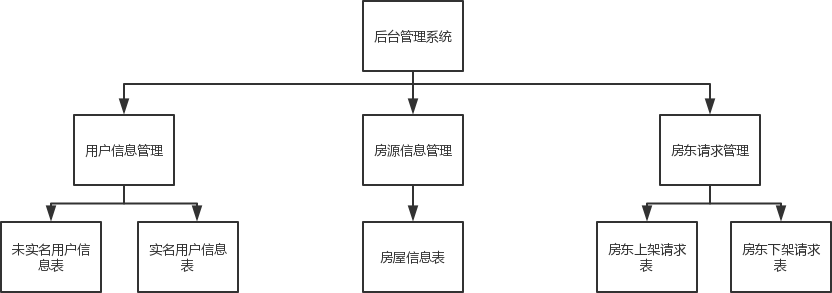 后台管理系统
用户信息管理
房源信息管理
房东请求管理
未实名用户信
息表
实名用户信息
表
房屋信息表
房东上架请求
表
房东下架请求
表